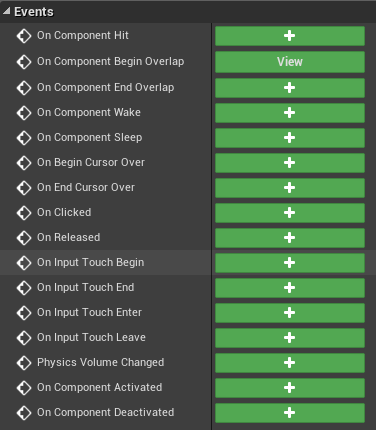 Events
On Component Hit
On Component Begin Overlap View
On Component End Overlap
On Component Wake
On Component Sleep
On Begin Cursor Over
On End Cursor Over
On Clicked
On Released
On Input Touch Begin
On Input Touch End
On Input Touch Enter
On Input Touch Leave
Physics Volume Changed
On Component Activated
On Component Deactivated